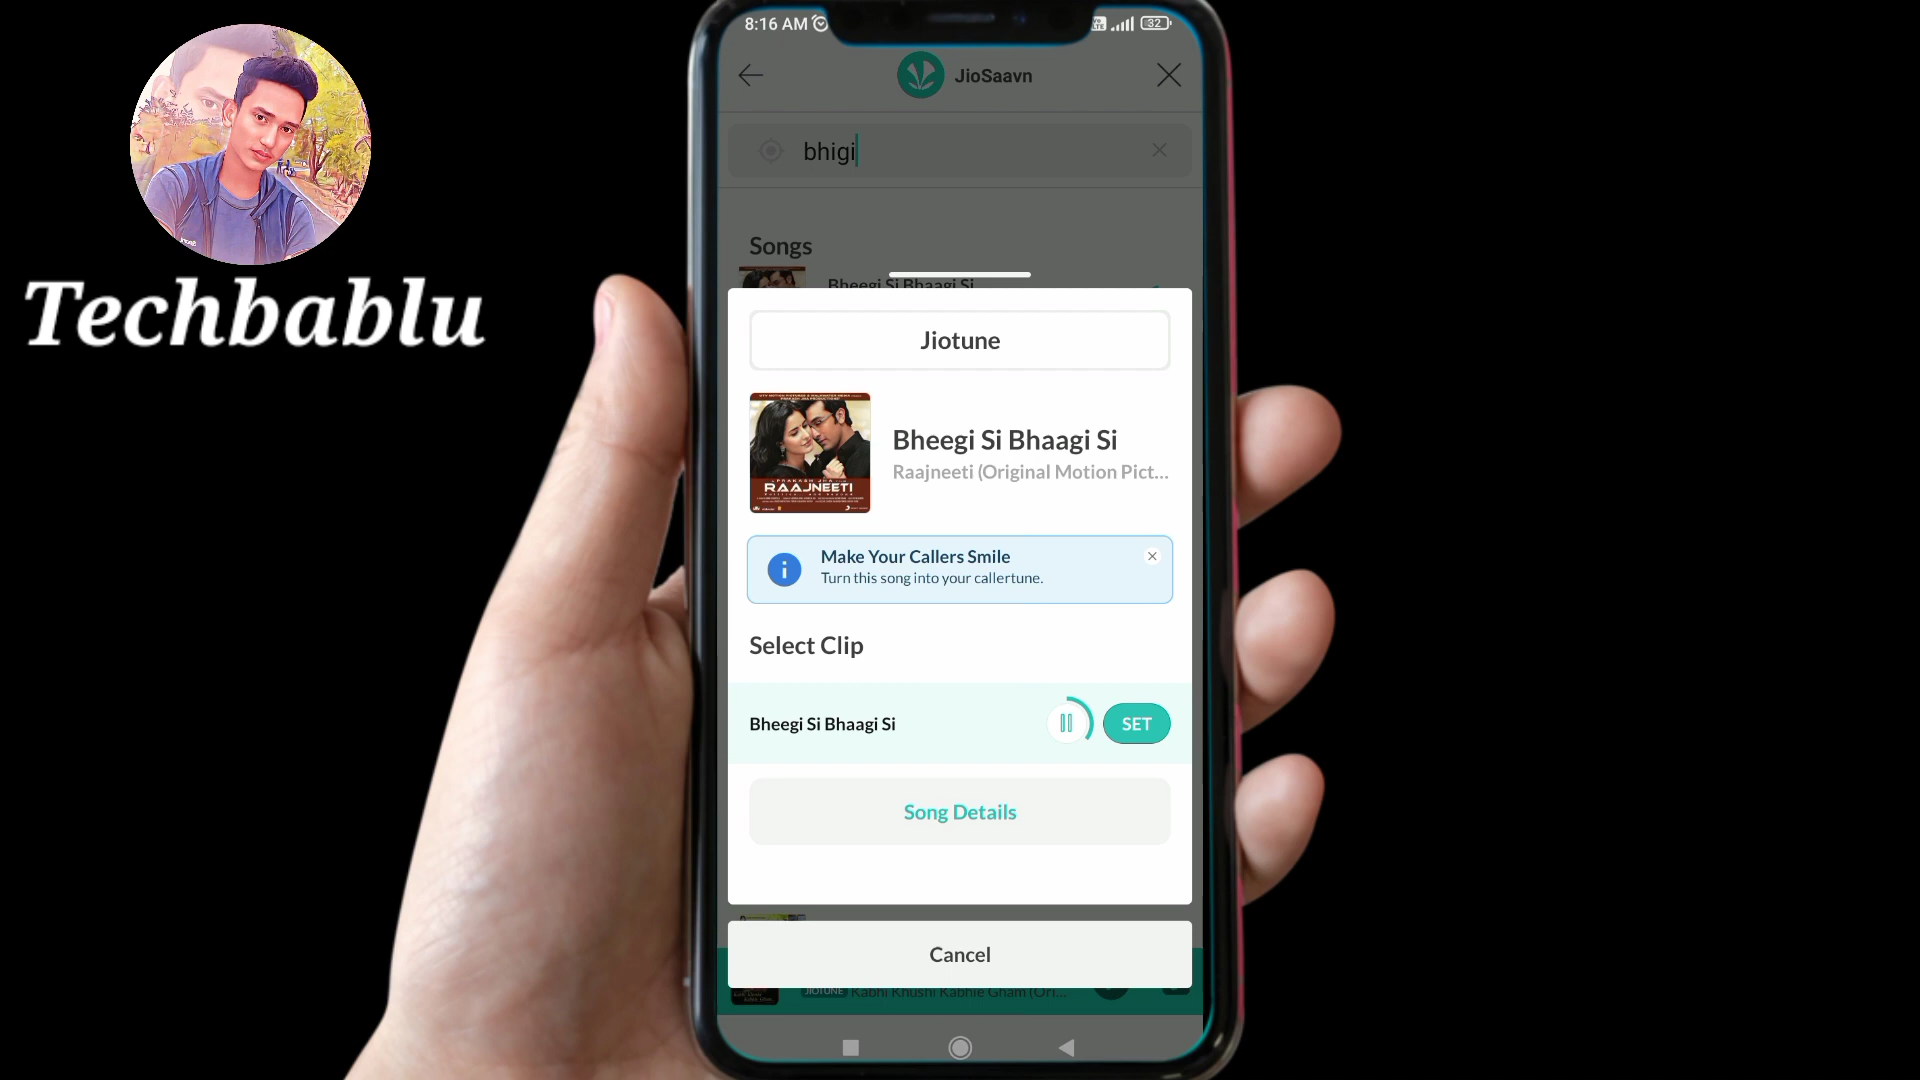 Techbablu
8:16 AM
32
JioSaavn
bhigi
Songs
Bheegi Si Bhaagi Si
Jiotune
RAAJNEETI
Bheegi Si Bhaagi Si
Raajneeti (Original Motion Pict...
Make Your Callers Smile
Turn this song into your callertune.
Select Clip
Bheegi Si Bhaagi Si
SET
Song Details
Cancel
JIOTUNE Kabhi Khushi Kabhie Gham (Ori...